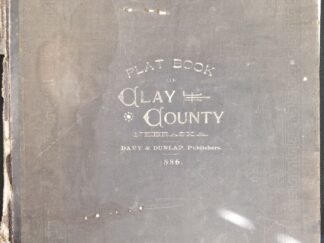 PLAT BOOK
OF
CLAY
COUNTY
NEBRASKA.
DAVY & DUNLAP, Publishers.
1886.